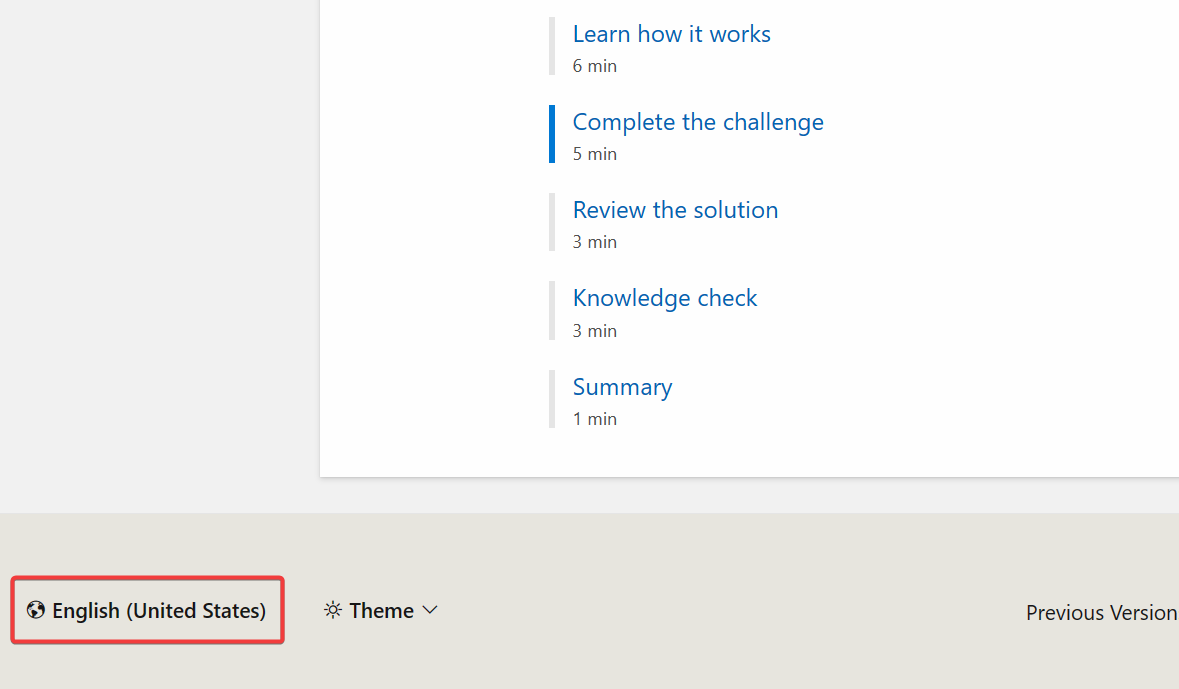 Learn how it works
6 min
Complete the challenge
5 min
Review the solution
3 min
Knowledge check
3 min
Summary
1 min
English (United States)
Theme
Previous Version